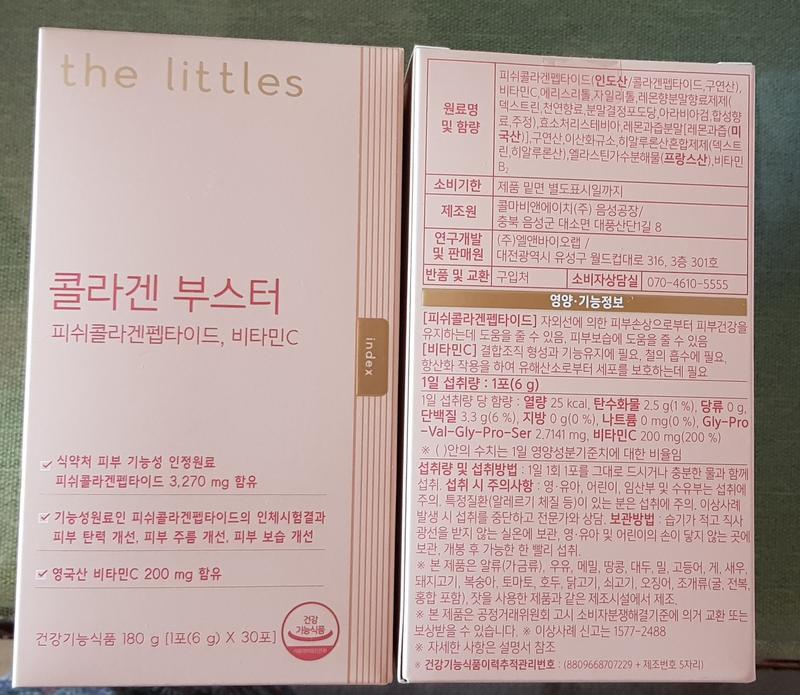 the littles
콜라겐 부스터
피쉬콜라겐펩타이드, 비타민C
index
식약처 피부 기능성 인정원료
피쉬콜라겐펩타이드 3,270 mg 함유
기능성원료인 피쉬콜라겐펩타이드의 인체시험결과
피부 탄력 개선, 피부 주름 개선, 피부 보습 개선
영국산 비타민C 200 mg 함유
건강기능식품 180 g [1포(6 g) X 30포]
건강
기능식품
식품의약품안전처
원료명
및 함량
피쉬콜라겐펩타이드(인도산/콜라겐펩타이드,구연산),
비타민C,에리스리톨,자일리톨,레몬향분말향료제제(
덱스트린,천연향료,분말결정포도당,아라비아검,합성향
료,주정),효소처리스테비아,레몬과즙분말[레몬과즙(미
국산)],구연산,이산화규소,히알루론산혼합제제(덱스트
린,히알루론산),엘라스틴가수분해물(프랑스산),비타민
B₂
소비기한 제품 밑면 별도표시일까지
제조원
콜마비앤에이치(주) 음성공장/
충북 음성군 대소면 대풍산단1길 8
연구개발
및 판매원
(주)엘앤바이오랩 /
대전광역시 유성구 월드컵대로 316, 3층 301호
반품 및 교환 구입처 소비자상담실 070-4610-5555
영양·기능정보
[피쉬콜라겐펩타이드] 자외선에 의한 피부손상으로부터 피부건강을
유지하는데 도움을 줄 수 있음, 피부보습에 도움을 줄 수 있음
[비타민C] 결합조직 형성과 기능유지에 필요, 철의 흡수에 필요,
항산화 작용을 하여 유해산소로부터 세포를 보호하는데 필요
1일 섭취량 : 1포(6 g)
1일 섭취량 당 함량 : 열량 25 kcal, 탄수화물 2.5 g(1%), 당류 0 g,
단백질 3.3 g(6 %), 지방 0 g(0 %), 나트륨 0 mg(0 %), Gly-Pro
-Val-Gly-Pro-Ser 2.7141 mg, 비타민C 200 mg(200 %)
※ ( )안의 수치는 1일 영양성분기준치에 대한 비율임
섭취량 및 섭취방법 : 1일 1회 1포를 그대로 드시거나 충분한 물과 함께
섭취. 섭취 시 주의사항 : 영·유아, 어린이, 임산부 및 수유부는 섭취에
주의. 특정질환(알레르기 체질 등)이 있는 분은 섭취에 주의. 이상사례
발생 시 섭취를 중단하고 전문가와 상담. 보관방법 : 습기가 적고 직사
광선을 받지 않는 실온에 보관, 영·유아 및 어린이의 손이 닿지 않는 곳에
보관, 개봉 후 가능한 한 빨리 섭취.
※ 본 제품은 알류(가금류), 우유, 메밀, 땅콩, 대두, 밀, 고등어, 게, 새우,
돼지고기, 복숭아, 토마토, 호두, 닭고기, 쇠고기, 오징어, 조개류(굴, 전복,
홍합 포함), 잣을 사용한 제품과 같은 제조시설에서 제조.
※ 본 제품은 공정거래위원회 고시 소비자분쟁해결기준에 의거 교환 또는
보상받을 수 있습니다. ※ 이상사례 신고는 1577-2488
※ 자세한 사항은 설명서 참조
※ 건강기능식품이력추적관리번호 : (8809668707229 + 제조번호 5자리)